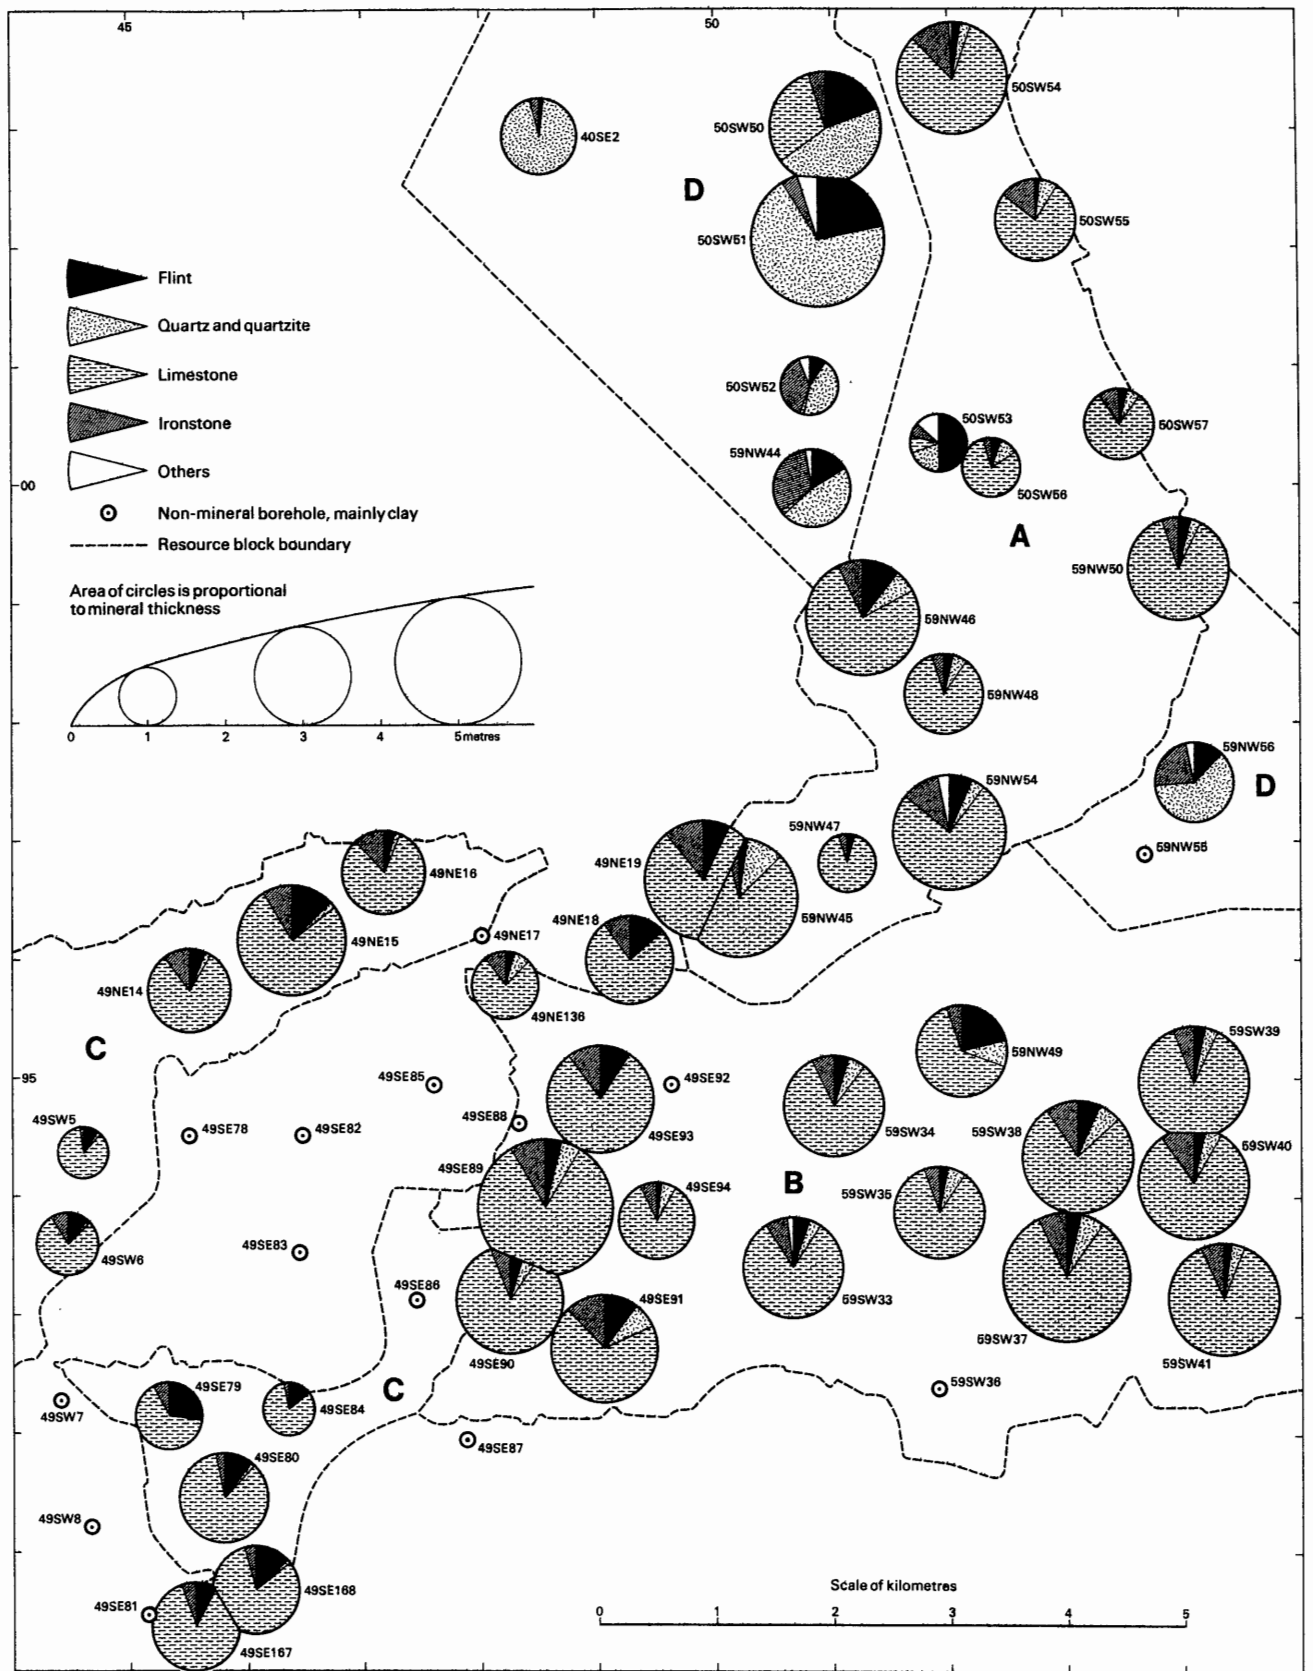 45
50
50SW54
40SE2
50SW50
D
50SW55
50SW51
Flint
Quartz and quartzite
Limestone
Ironstone
Others
Non-mineral borehole, mainly clay
Resource block boundary
Area of circles is proportional
to mineral thickness
0 1 2 3 4 5 metres
00
50SW52
50SW53
50SW57
59NW44
50SW56
A
59NW50
59NW46
59NW48
59NW56
D
59NW54
59NW47
59NW55
49NE16
49NE19
49NE15
49NE18
59NW45
49NE17
49NE14
49NE136
C
95
49SE85
49SE92
59NW49
59SW39
49SW5
49SE78
49SE82
49SE88
49SE93
59SW34
59SW38
59SW40
49SE89
49SE94
B
59SW35
49SW6
49SE83
49SE86
49SE91
59SW33
59SW37
59SW41
49SE90
49SE79
C
49SE84
59SW36
49SW7
49SE87
49SE80
49SW8
49SE168
49SE81
49SE167
Scale of kilometres
0 1 2 3 4 5